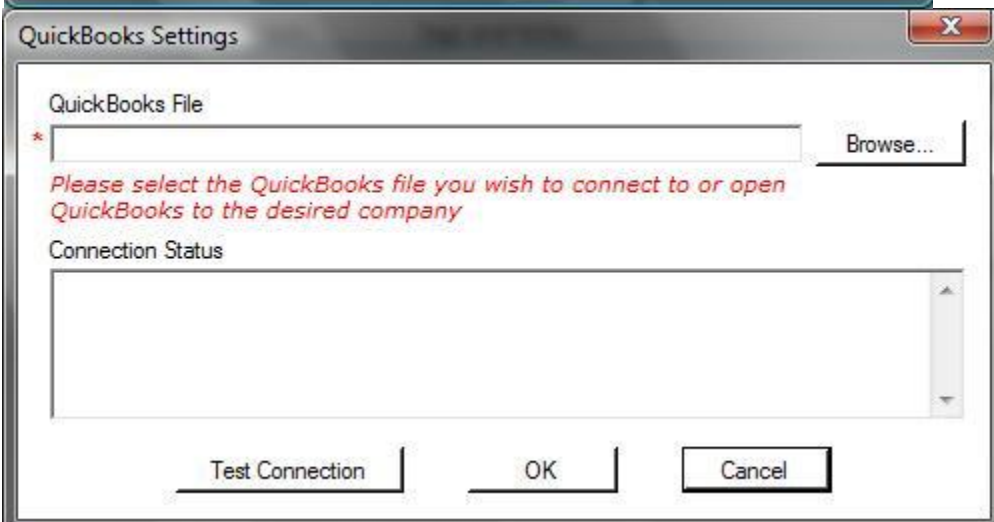 QuickBooks Settings
QuickBooks File
*
Browse...
Please select the QuickBooks file you wish to connect to or open
QuickBooks to the desired company
Connection Status
Test Connection OK Cancel